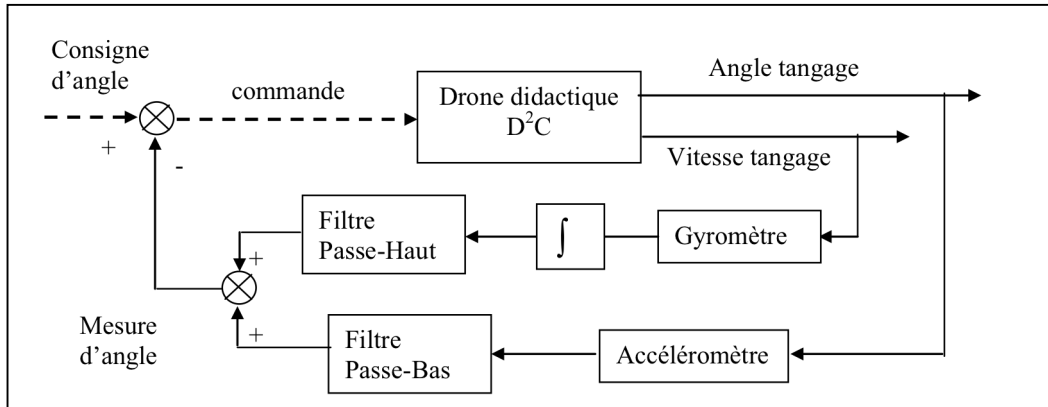 Consigne
d’angle
commande
Drone didactique
D²C
Angle tangage
Vitesse tangage
+
-
Filtre
Passe-Haut
∫
Gyromètre
+
+
Mesure
d’angle
Filtre
Passe-Bas
Accéléromètre